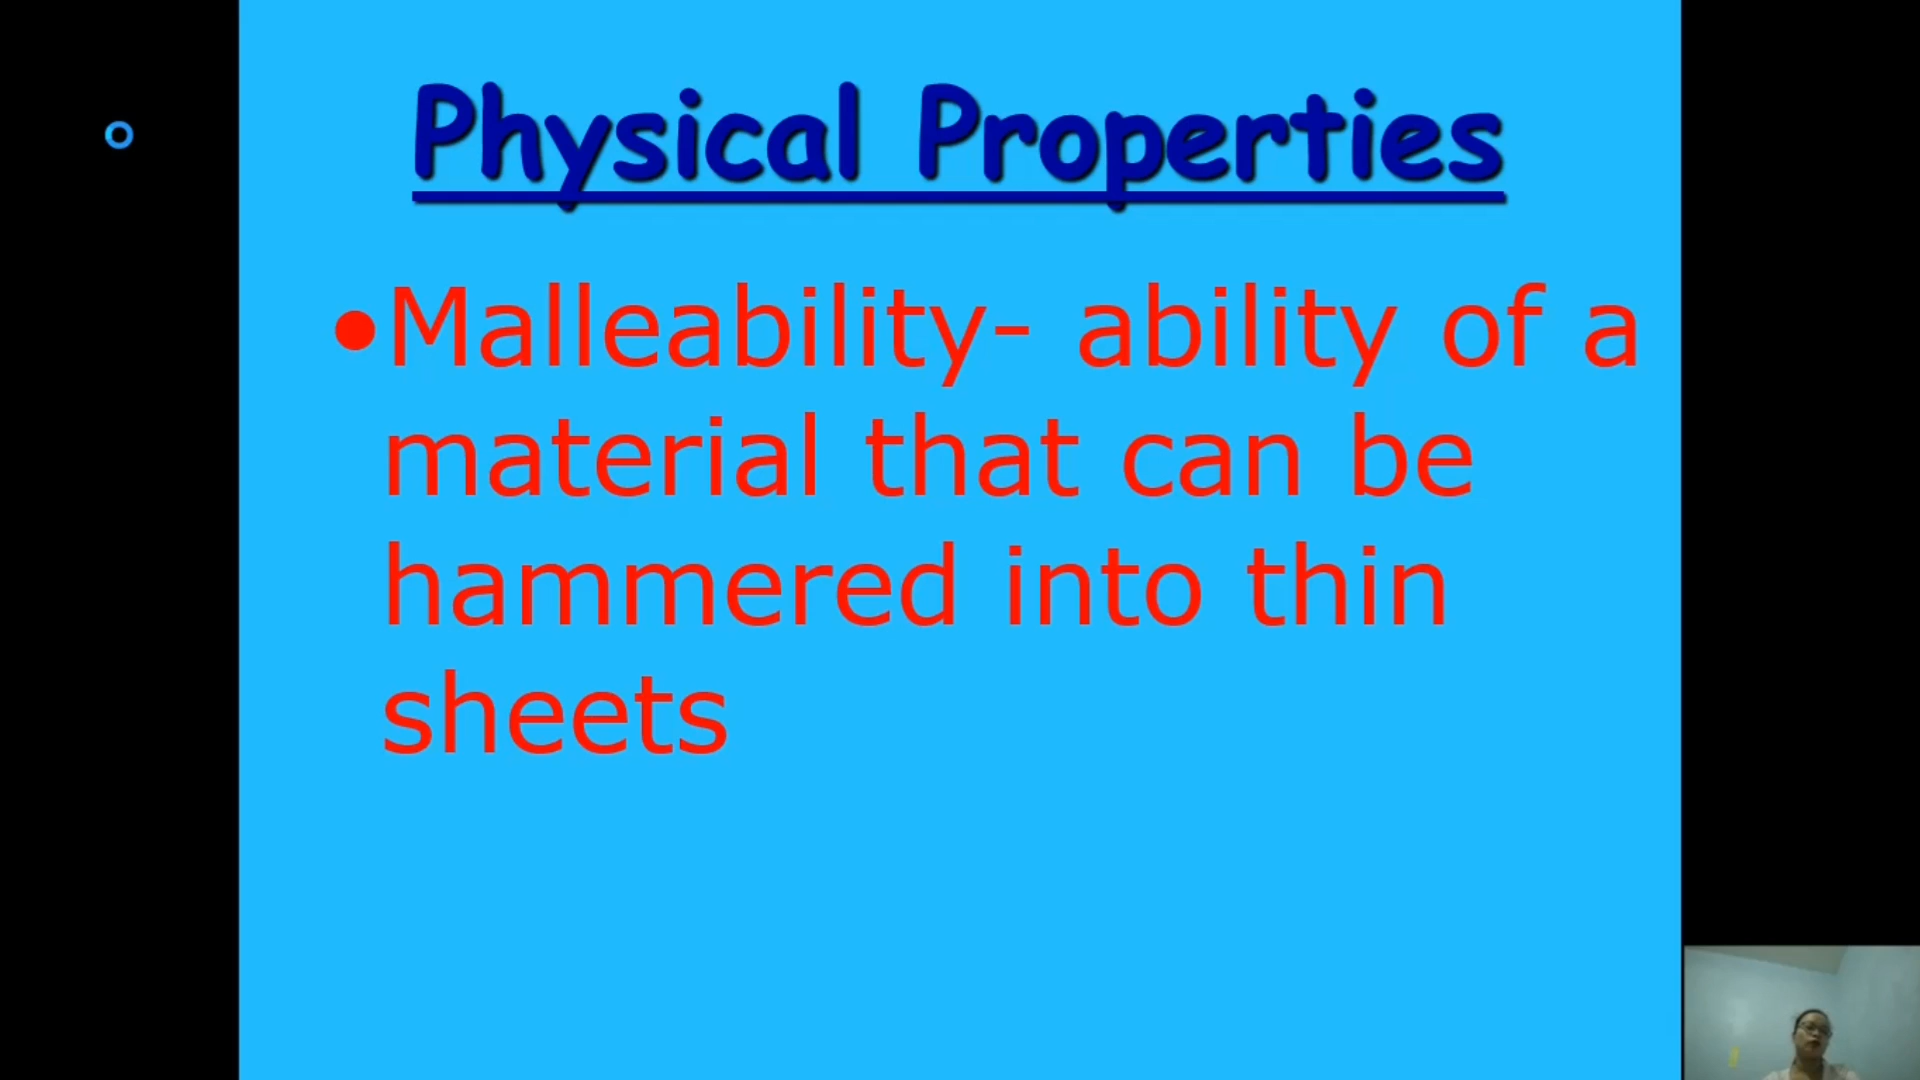 Physical Properties
•Malleability- ability of a
material that can be
hammered into thin
sheets